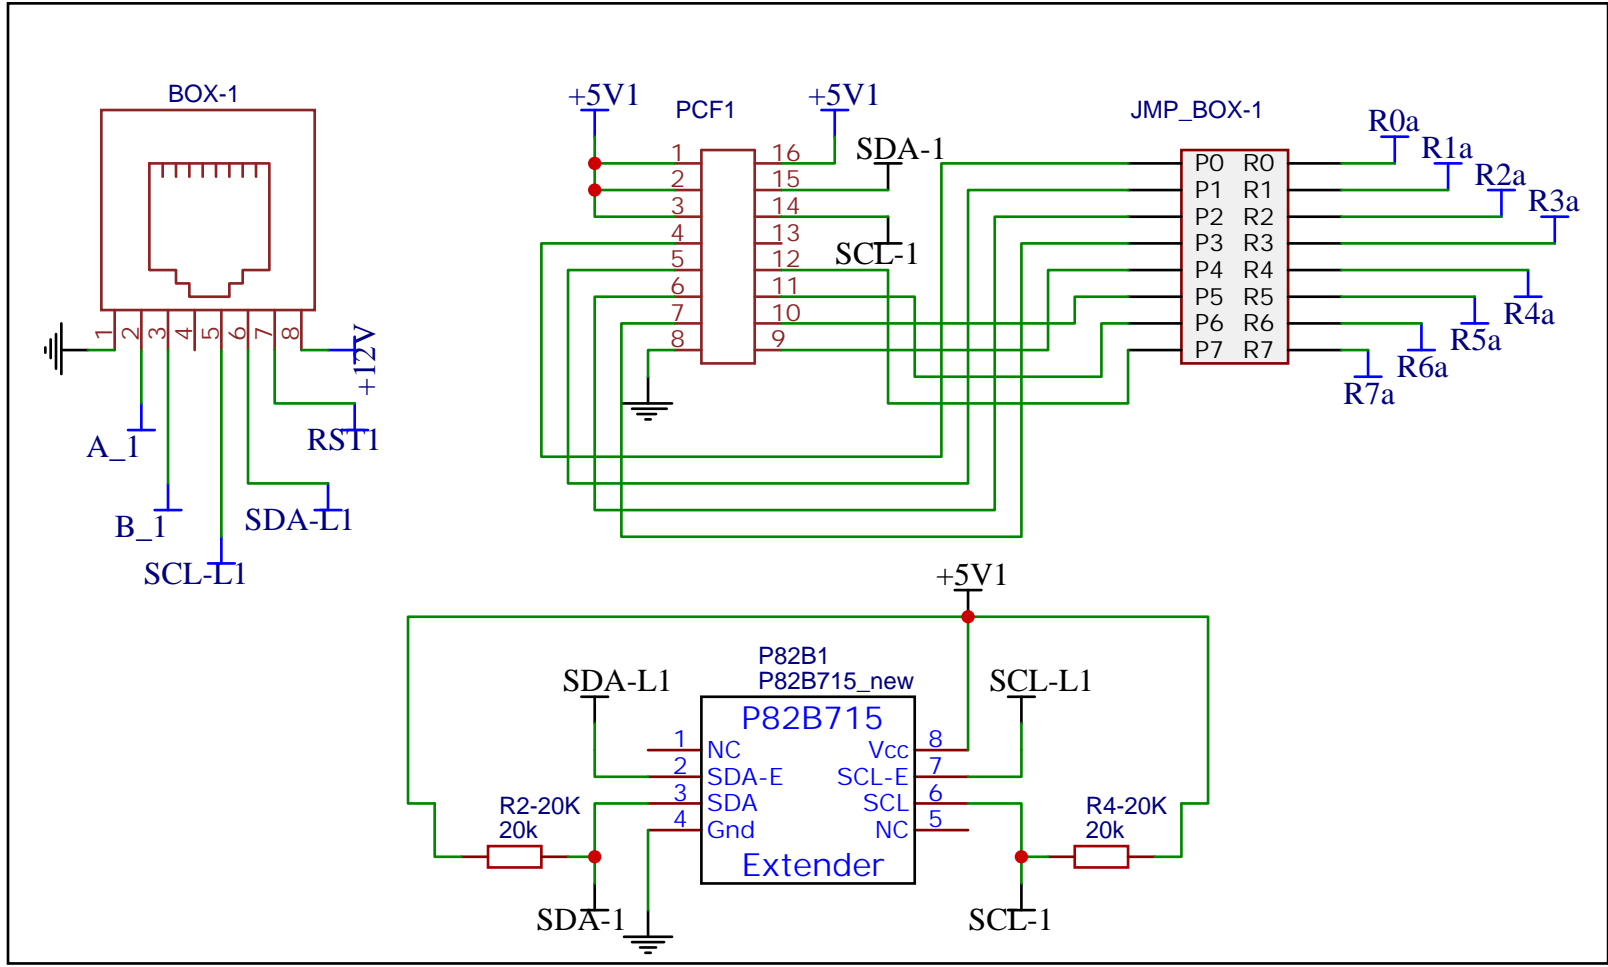 BOX-1
1 2 3 4 5 6 7 8
+12V
A_1
RST1
B_1
SDA-L1
SCL-L1
+5V1
PCF1
+5V1
1 16
2 15
3 14
4 13
5 12
6 11
7 10
8 9
SDA-1
SCL-1
JMP_BOX-1
P0 R0
P1 R1
P2 R2
P3 R3
P4 R4
P5 R5
P6 R6
P7 R7
R0a
R1a
R2a
R3a
R4a
R5a
R6a
R7a
+5V1
P82B1
P82B715_new
SDA-L1
SCL-L1
P82B715
1 NC Vcc 8
2 SDA-E SCL-E 7
3 SDA SCL 6
4 Gnd NC 5
Extender
R2-20K
20k
R4-20K
20k
SDA-1
SCL-1